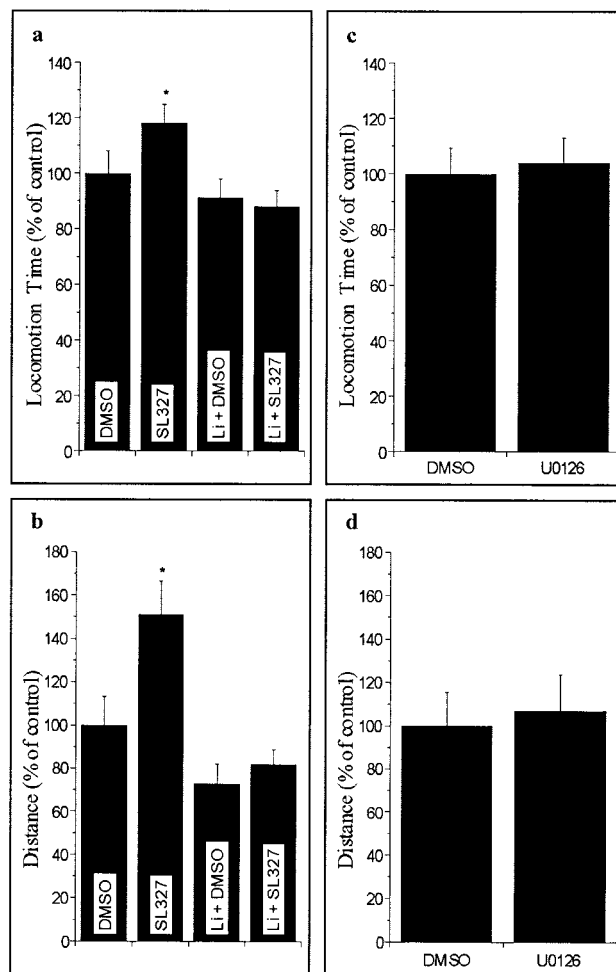 a
Locomotion Time (% of control)
140
120
100
80
60
40
20
0
*
DMSO
SL327
Li + DMSO
Li + SL327
c
Locomotion Time (% of control)
140
120
100
80
60
40
20
0
DMSO
U0126
b
Distance (% of control)
180
160
140
120
100
80
60
40
20
0
*
DMSO
SL327
Li + DMSO
Li + SL327
d
Distance (% of control)
180
160
140
120
100
80
60
40
20
0
DMSO
U0126